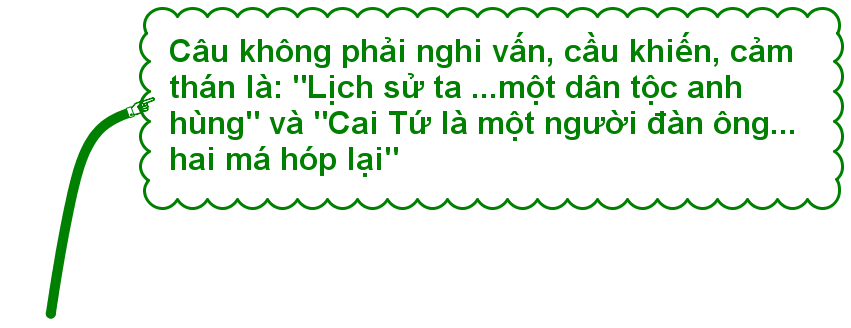 Câu không phải nghi vấn, cầu khiến, cảm
thán là: "Lịch sử ta ...một dân tộc anh
hùng" và "Cai Tứ là một người đàn ông...
hai má hóp lại"